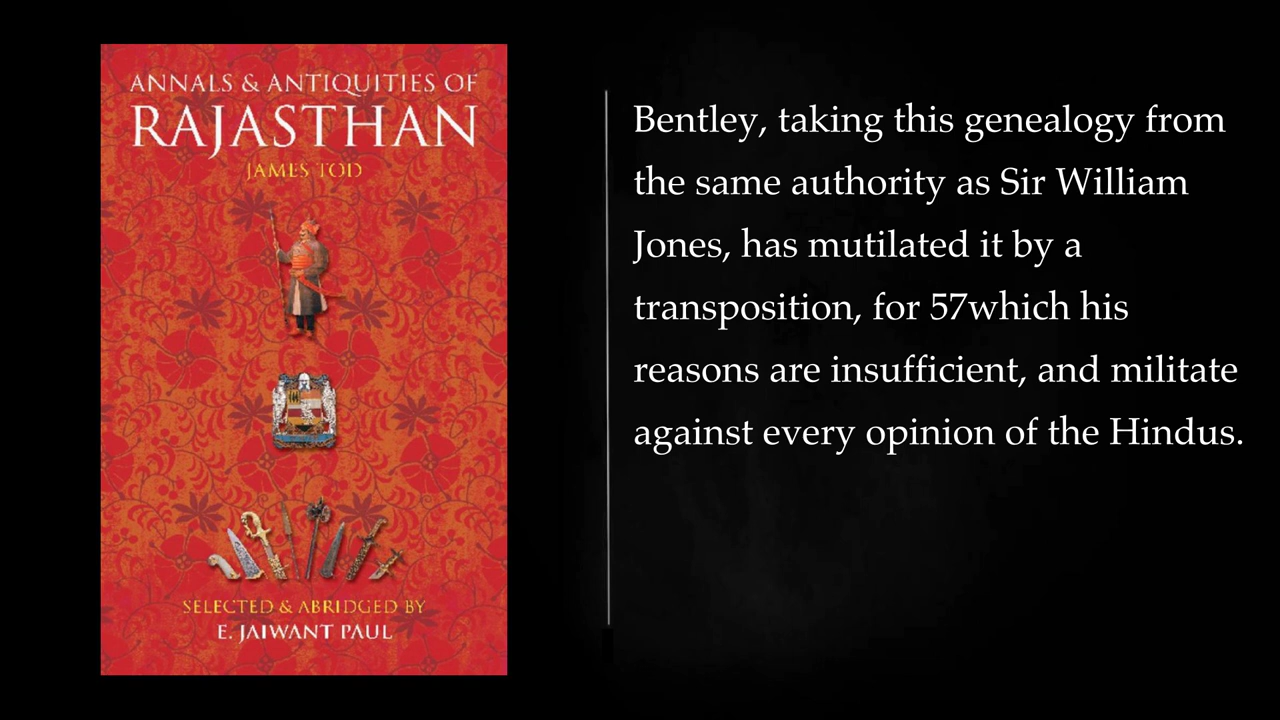 ANNALS & ANTIQUITIES OF
RAJASTHAN
JAMES TOD
SELECTED & ABRIDGED BY
E. JAIWANT PAUL
Bentley, taking this genealogy from
the same authority as Sir William
Jones, has mutilated it by a
transposition, for 57which his
reasons are insufficient, and militate
against every opinion of the Hindus.